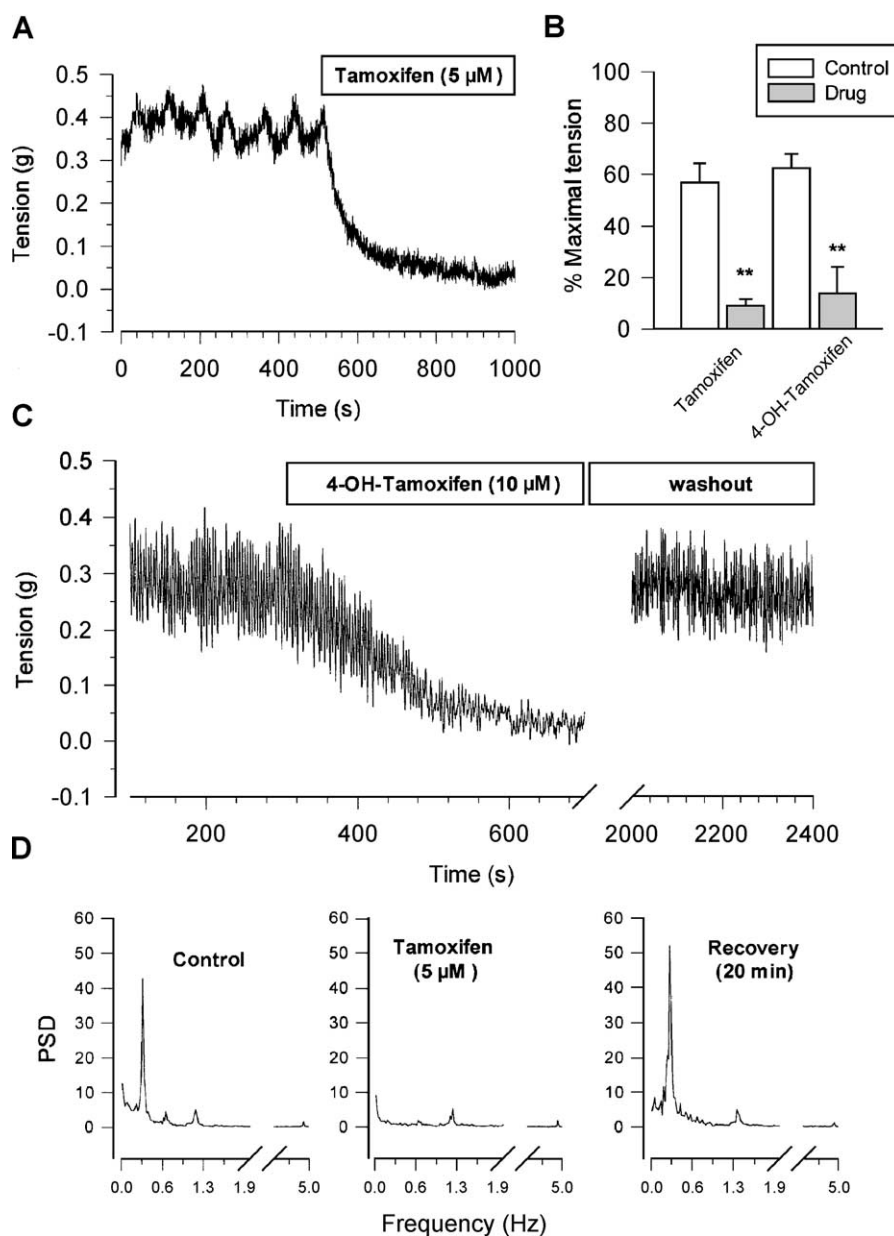 A
Tamoxifen (5 µM)
0.5
0.4
0.3
0.2
0.1
0.0
-0.1
Tension (g)
0 200 400 600 800 1000
Time (s)
B
Control
Drug
100
80
60
40
20
0
% Maximal tension
**
**
Tamoxifen
4-OH-Tamoxifen
C
4-OH-Tamoxifen (10 µM)
washout
0.5
0.4
0.3
0.2
0.1
0.0
-0.1
Tension (g)
200 400 600 2000 2200 2400
Time (s)
D
60
50
40
30
20
10
0
PSD
Control
0.0 0.6 1.3 1.9 5.0
60
50
40
30
20
10
0
Tamoxifen
(5 µM )
0.0 0.6 1.3 1.9 5.0
60
50
40
30
20
10
0
Recovery
(20 min)
0.0 0.6 1.3 1.9 5.0
Frequency (Hz)